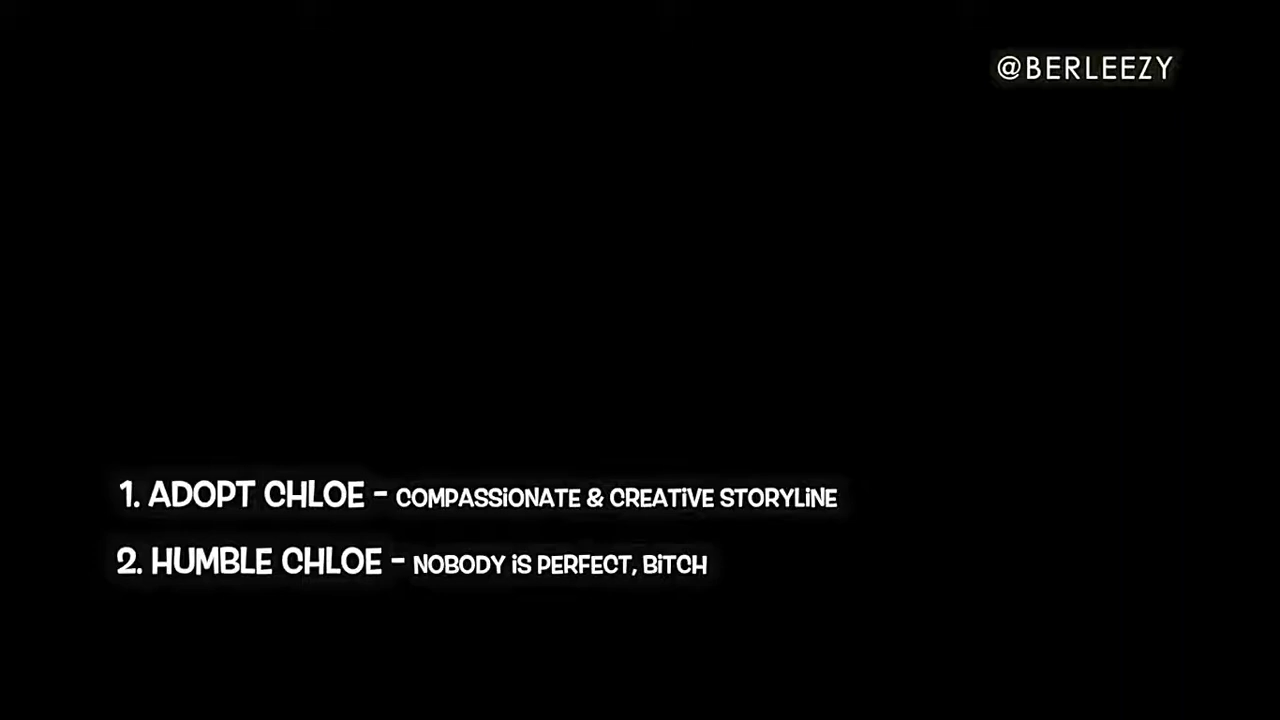 @BERLEEZY
1. ADOPT CHLOE - COMPASSiONATE & CREATiVE STORYLiNE
2. HUMBLE CHLOE - NOBODY iS PERFECT, BiTCH